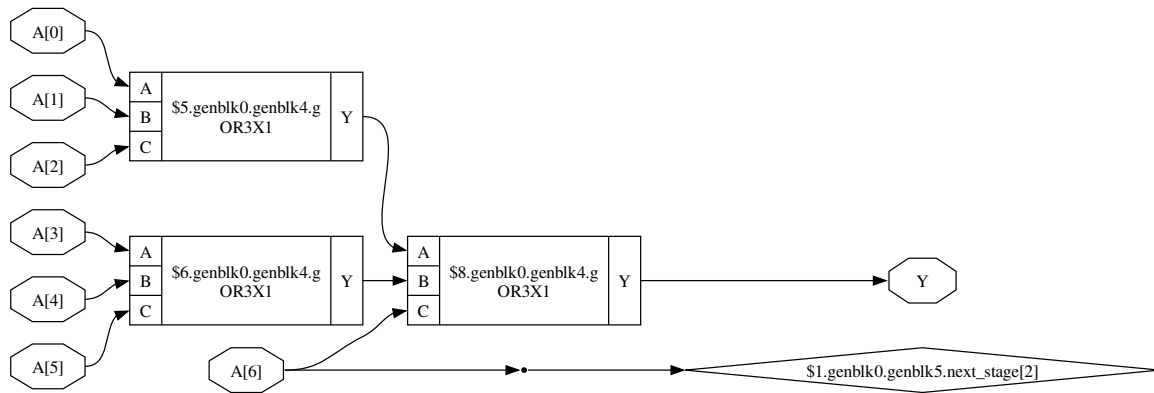 A[0]
A[1]
A[2]
A
B
C
$5.genblk0.genblk4.g
OR3X1
Y
A[3]
A[4]
A[5]
A
B
C
$6.genblk0.genblk4.g
OR3X1
Y
A
B
C
$8.genblk0.genblk4.g
OR3X1
Y
Y
A[6]
$1.genblk0.genblk5.next_stage[2]